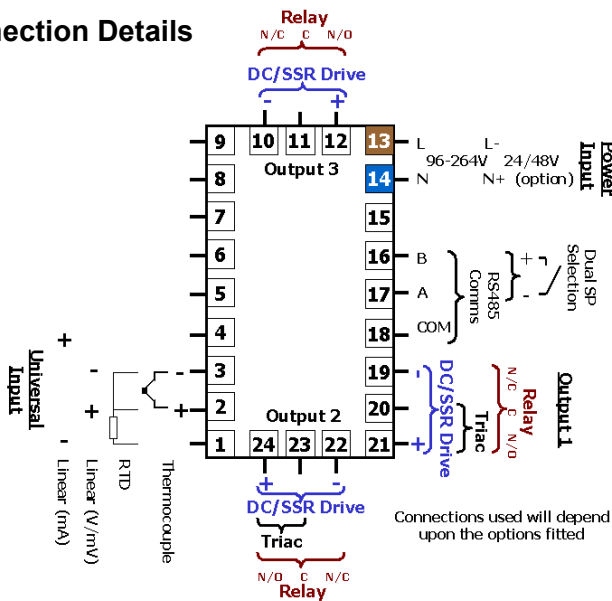 nection Details
Relay
N/C C N/O
DC/SSR Drive
- +
9 10 11 12 13 L L-
Output 3
96-264V 24/48V
8 14 N N+ (option)
Power
Input
7 15
6 16 B
5 17 A
4 18 COM
RS485
Comms
+
-
Dual SP
Selection
3 19 -
2 20
Output 2
1 24 23 22 21 +
DC/SSR Drive
Triac
N/C C N/O
Relay
Output 1
+
- -
+ +
-
Universal
Input
Linear (mA)
Linear (V/mV)
RTD
Thermocouple
+ -
DC/SSR Drive
Triac
N/O C N/C
Relay
Connections used will depend
upon the options fitted